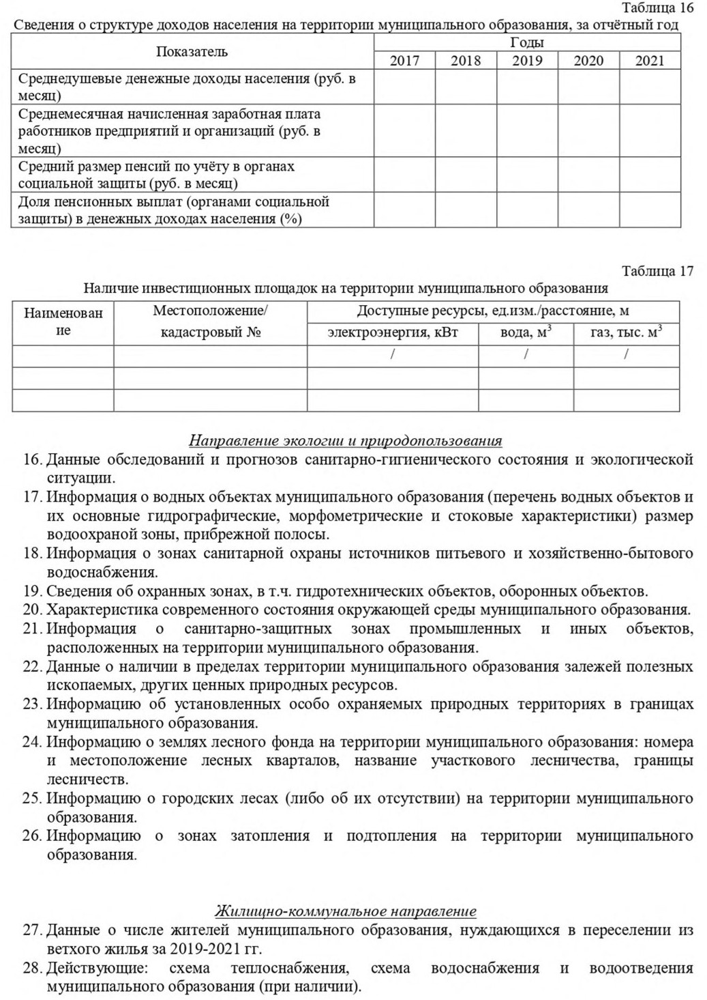 Таблица 16
Сведения о структуре доходов населения на территории муниципального образования, за отчётный год
Показатель
Годы
2017 2018 2019 2020 2021
Среднедушевые денежные доходы населения (руб. в
месяц)
Среднемесячная начисленная заработная плата
работников предприятий и организаций (руб. в
месяц)
Средний размер пенсий по учёту в органах
социальной защиты (руб. в месяц)
Доля пенсионных выплат (органами социальной
защиты) в денежных доходах населения (%)
Таблица 17
Наличие инвестиционных площадок на территории муниципального образования
Наименован
ие
Местоположение/
кадастровый №
Доступные ресурсы, ед.изм./расстояние, м
электроэнергия, кВт вода, м³ газ, тыс. м³
/ / /
Направление экологии и природопользования
16. Данные обследований и прогнозов санитарно-гигиенического состояния и экологической
ситуации.
17. Информация о водных объектах муниципального образования (перечень водных объектов и
их основные гидрографические, морфометрические и стоковые характеристики) размер
водоохраной зоны, прибрежной полосы.
18. Информация о зонах санитарной охраны источников питьевого и хозяйственно-бытового
водоснабжения.
19. Сведения об охранных зонах, в т.ч. гидротехнических объектов, оборонных объектов.
20. Характеристика современного состояния окружающей среды муниципального образования.
21. Информация о санитарно-защитных зонах промышленных и иных объектов,
расположенных на территории муниципального образования.
22. Данные о наличии в пределах территории муниципального образования залежей полезных
ископаемых, других ценных природных ресурсов.
23. Информацию об установленных особо охраняемых природных территориях в границах
муниципального образования.
24. Информацию о землях лесного фонда на территории муниципального образования: номера
и местоположение лесных кварталов, название участкового лесничества, границы
лесничеств.
25. Информацию о городских лесах (либо об их отсутствии) на территории муниципального
образования.
26. Информацию о зонах затопления и подтопления на территории муниципального
образования.
Жилищно-коммунальное направление
27. Данные о числе жителей муниципального образования, нуждающихся в переселении из
ветхого жилья за 2019-2021 гг.
28. Действующие: схема теплоснабжения, схема водоснабжения и водоотведения
муниципального образования (при наличии).